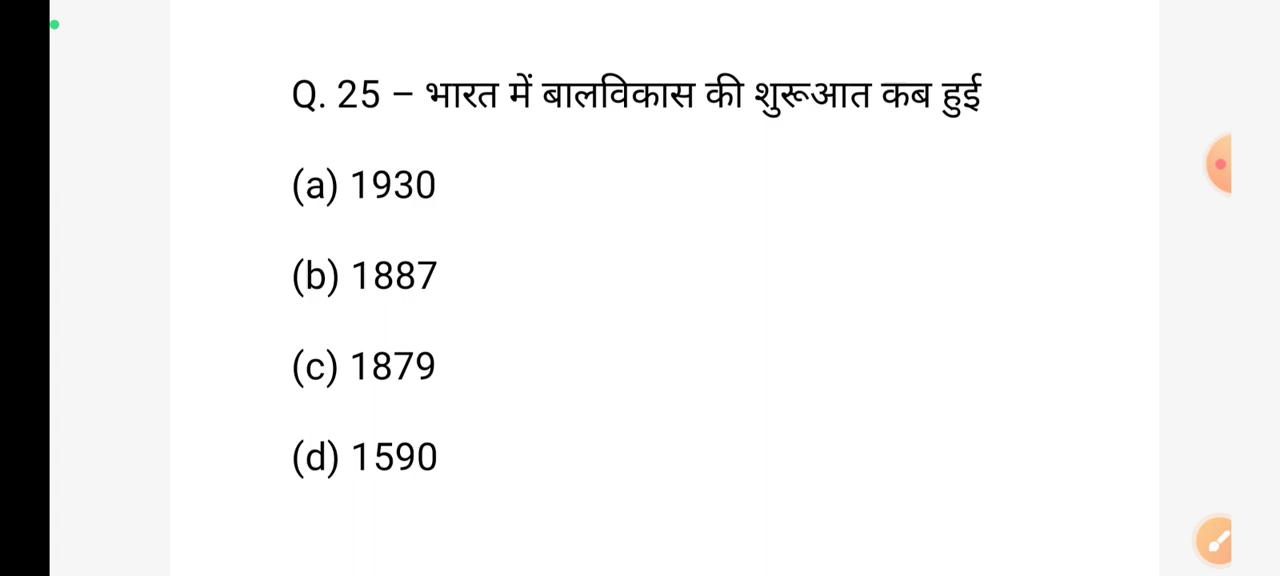 Q. 25 – भारत में बालविकास की शुरूआत कब हुई
(a) 1930
(b) 1887
(c) 1879
(d) 1590